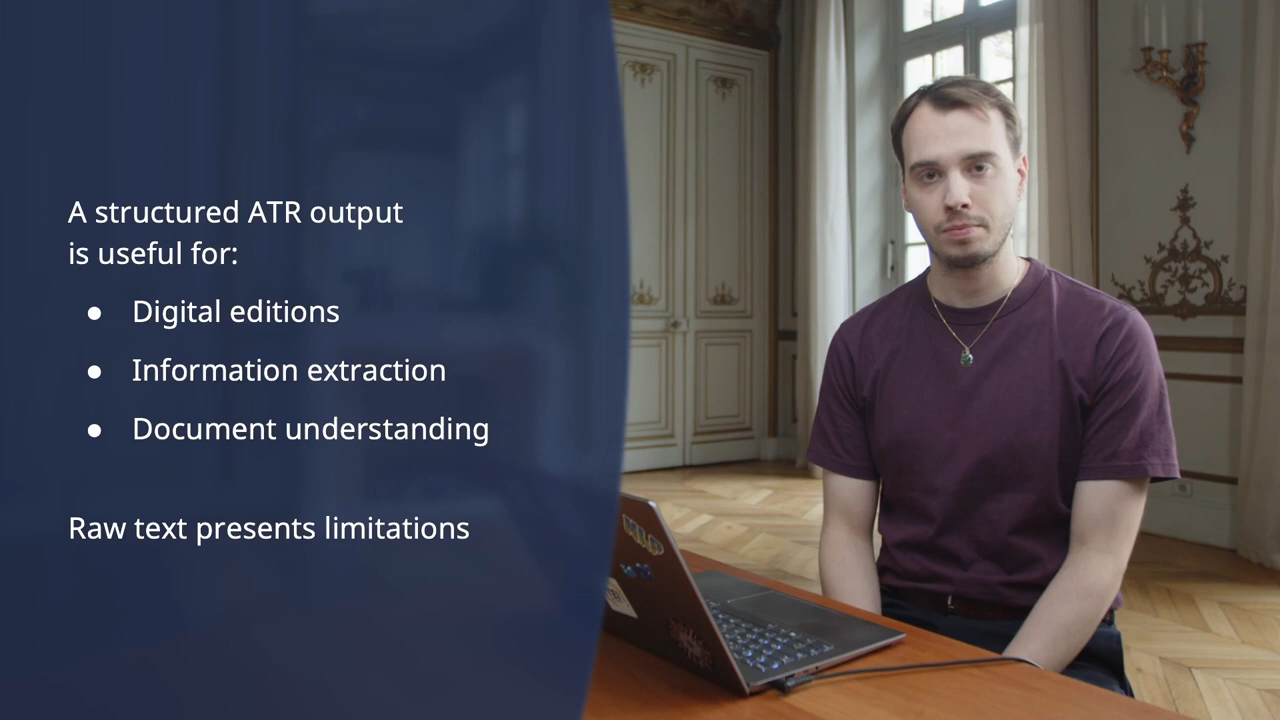 A structured ATR output
is useful for:
● Digital editions
● Information extraction
● Document understanding
Raw text presents limitations